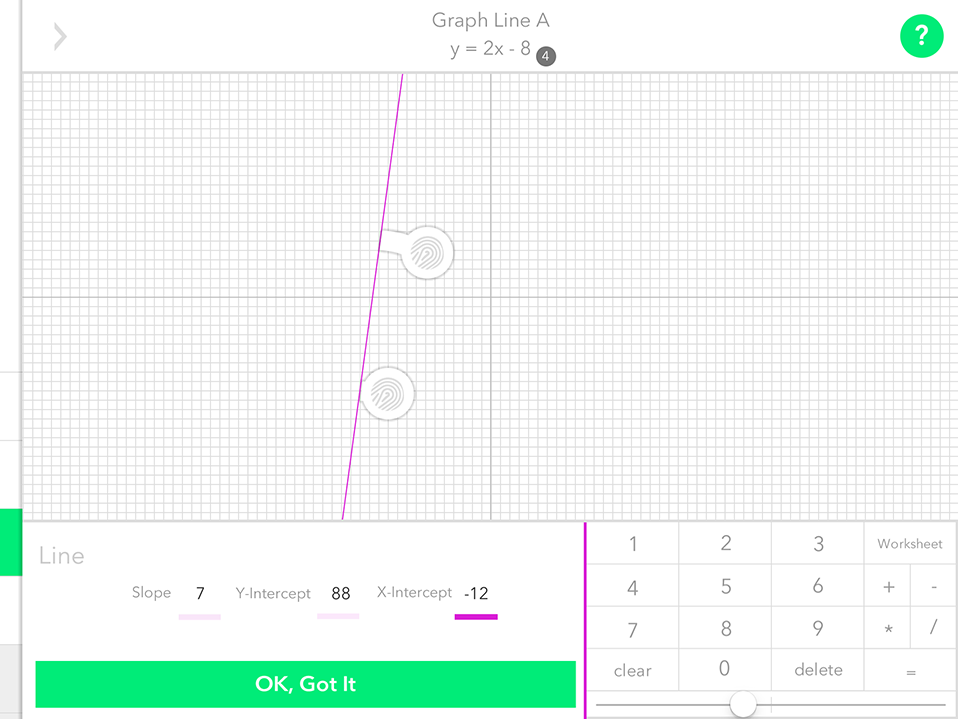 Graph Line A
y = 2x - 8 4
?
Line
Slope 7 Y-Intercept 88 X-Intercept -12
OK, Got It
1 2 3 Worksheet
4 5 6 + -
7 8 9 * /
clear 0 delete =